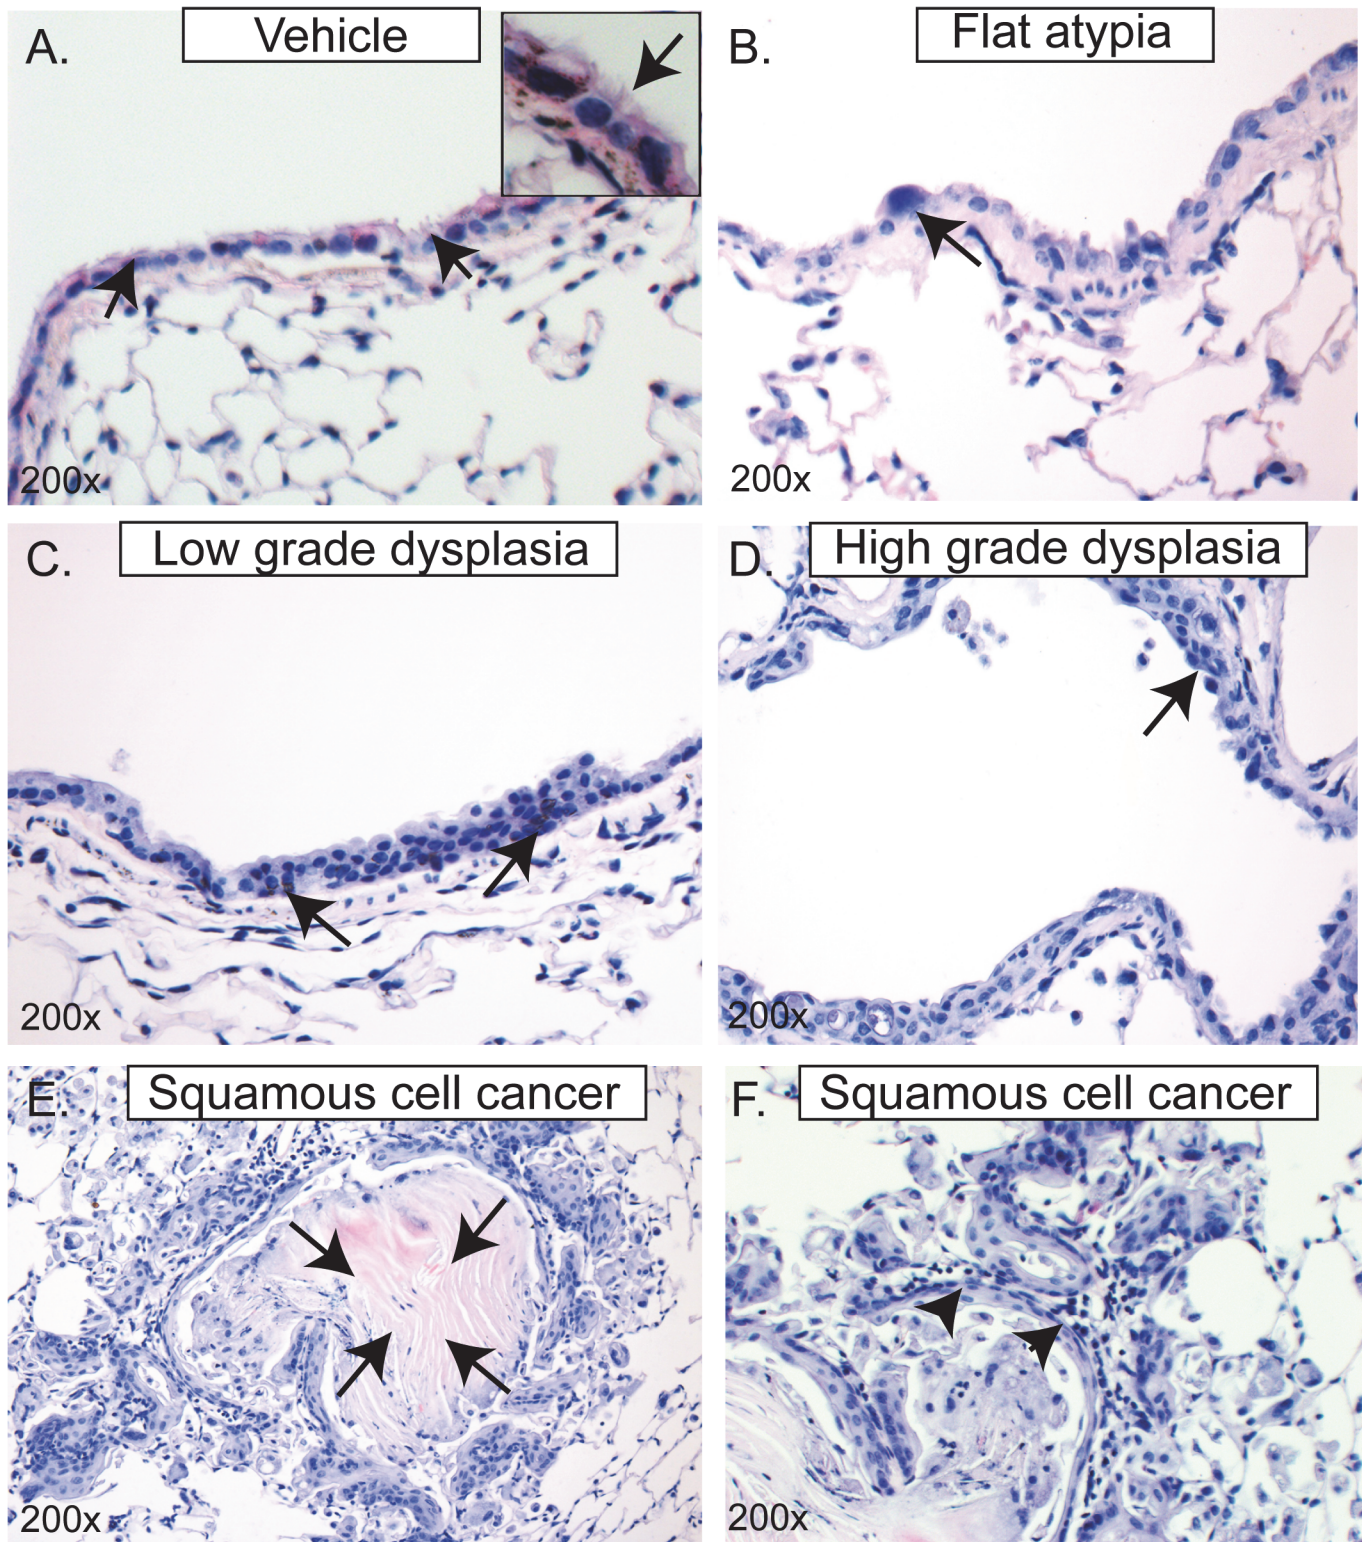 A. Vehicle
B. Flat atypia
200x
200x
C. Low grade dysplasia
D. High grade dysplasia
200x
200x
E. Squamous cell cancer
F. Squamous cell cancer
200x
200x